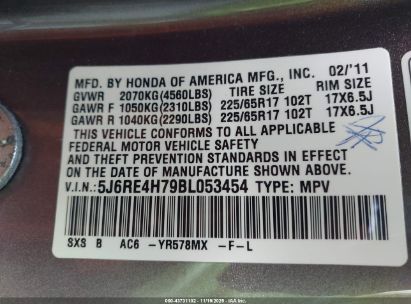 MFD. BY HONDA OF AMERICA MFG., INC. 02/'11
GVWR 2070KG(4560LBS) TIRE SIZE RIM SIZE
GAWR F 1050KG(2310LBS) 225/65R17 102T 17X6.5J
GAWR R 1040KG(2290LBS) 225/65R17 102T 17X6.5J
THIS VEHICLE CONFORMS TO ALL APPLICABLE
FEDERAL MOTOR VEHICLE SAFETY
AND THEFT PREVENTION STANDARDS IN EFFECT
ON THE DATE OF MANUFACTURE SHOWN ABOVE.
V.I.N.: 5J6RE4H79BL053454 TYPE: MPV
SXS B AC6 -YR578MX -F-L